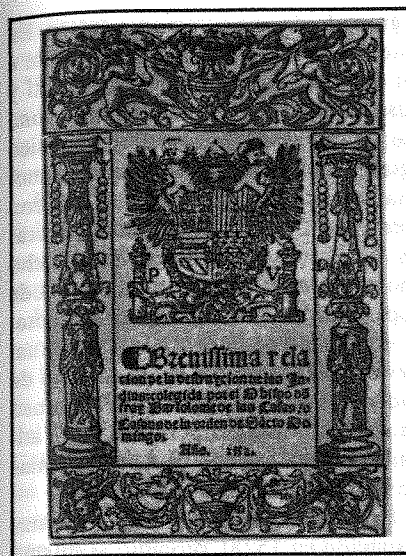 P V
Breuissima rela
cion de la destruycion de las In
dias: colegida por el Obispo dõ
fray Bartolome de las Casas / o
Casaus de la orden de Sãcto Do
mingo.
Año. 1552.